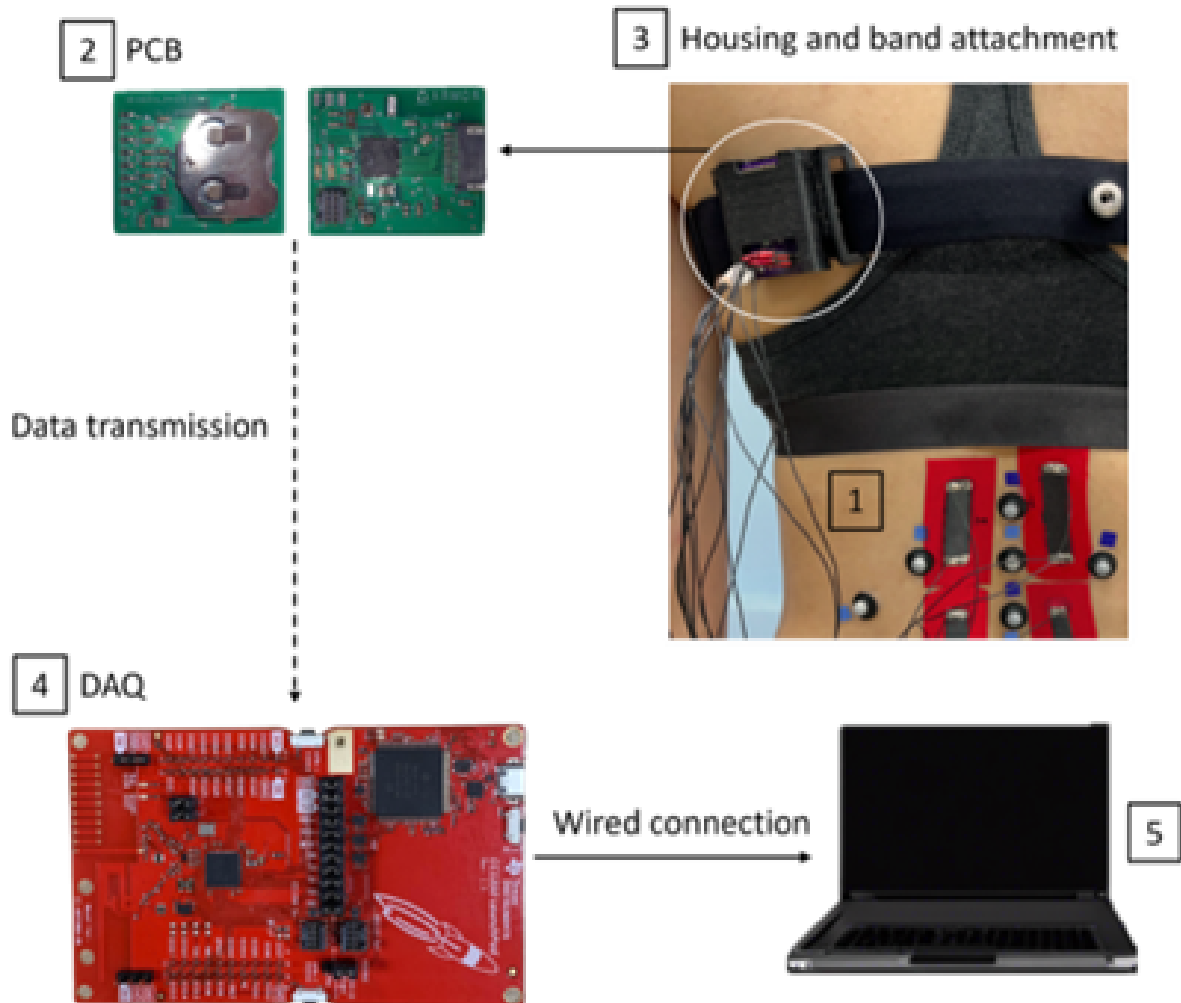 2 PCB
3 Housing and band attachment
1
Data transmission
4 DAQ
Wired connection
5